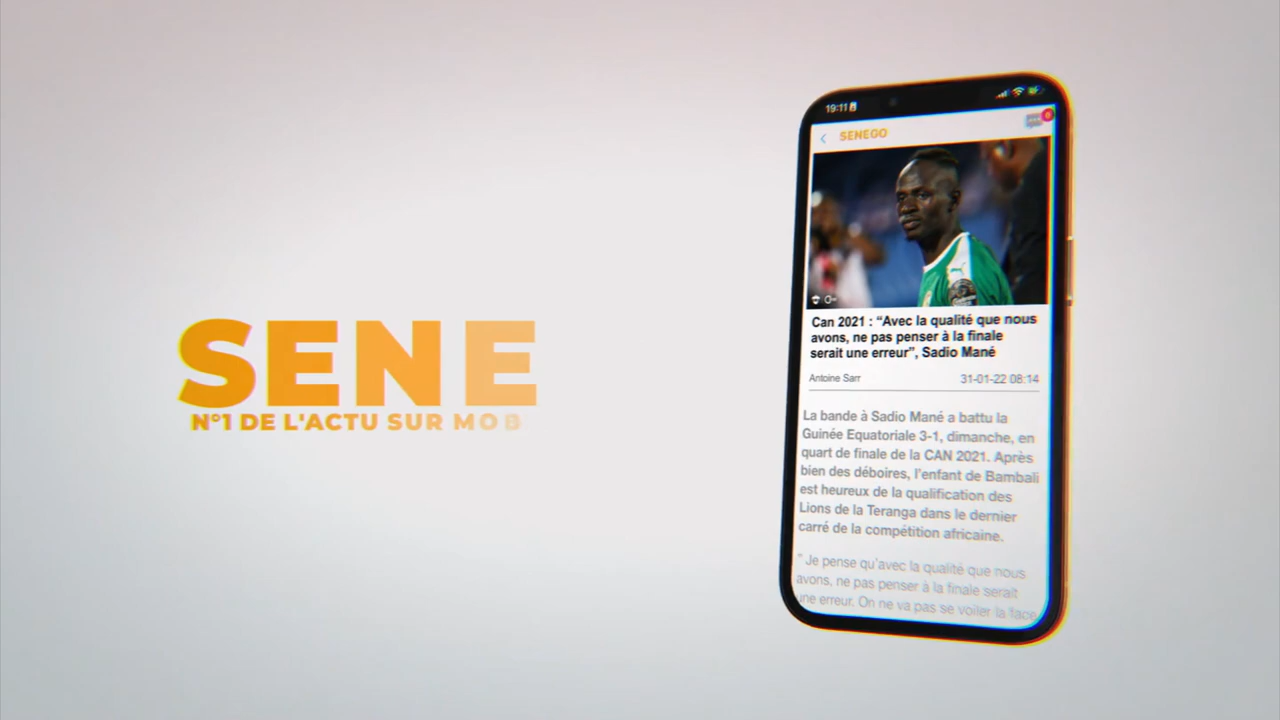 SENE
N°1 DE L'ACTU SUR MOB
19:11
SENEGO
Can 2021 : “Avec la qualité que nous
avons, ne pas penser à la finale
serait une erreur”, Sadio Mané
Antoine Sarr 31-01-22 08:14
La bande à Sadio Mané a battu la
Guinée Equatoriale 3-1, dimanche, en
quart de finale de la CAN 2021. Après
bien des déboires, l'enfant de Bambali
est heureux de la qualification des
Lions de la Teranga dans le dernier
carré de la compétition africaine.
" Je pense qu'avec la qualité que nous
avons, ne pas penser à la finale serait
une erreur. On ne va pas se voiler la face